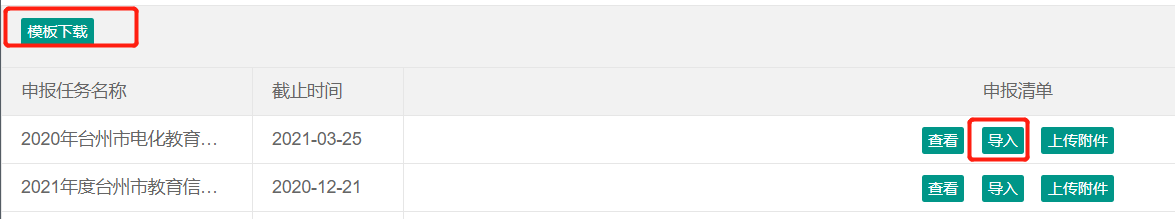 模板下载
申报任务名称 截止时间 申报清单
2020年台州市电化教育... 2021-03-25 查看 导入 上传附件
2021年度台州市教育信... 2020-12-21 查看 导入 上传附件